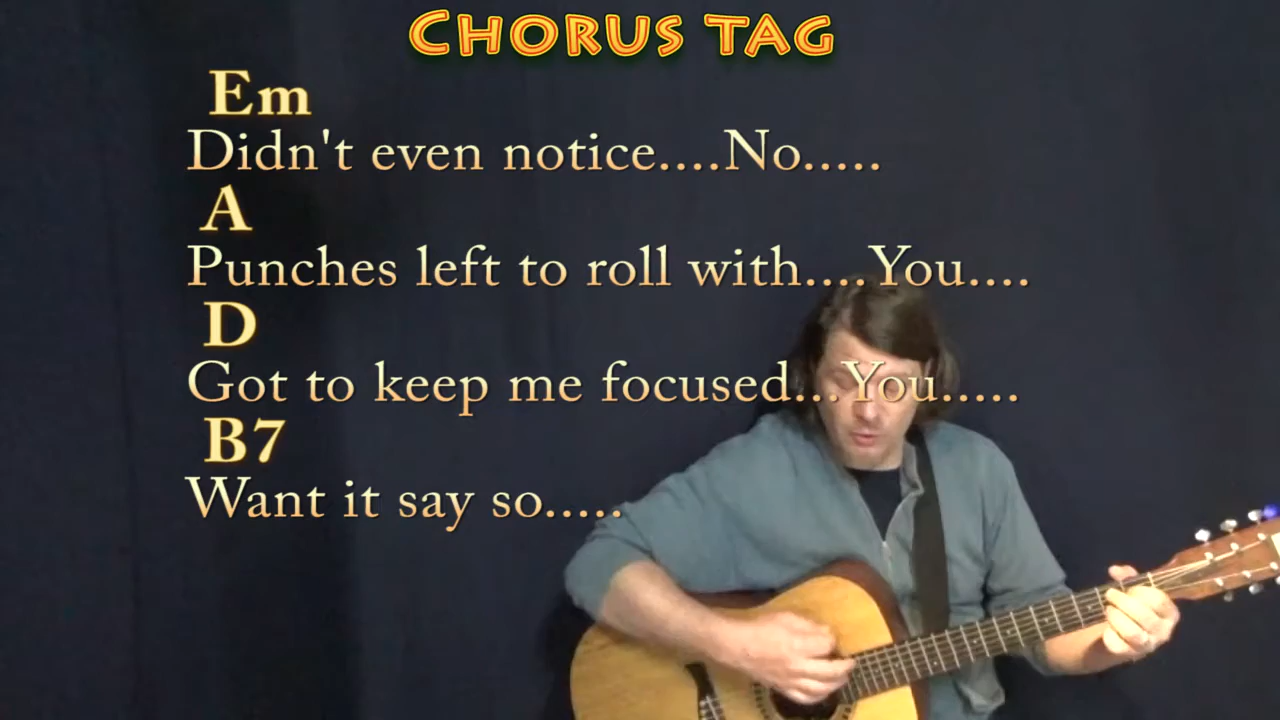 CHORUS TAG
Em
Didn't even notice....No.....
A
Punches left to roll with....You....
D
Got to keep me focused...You.....
B7
Want it say so.....